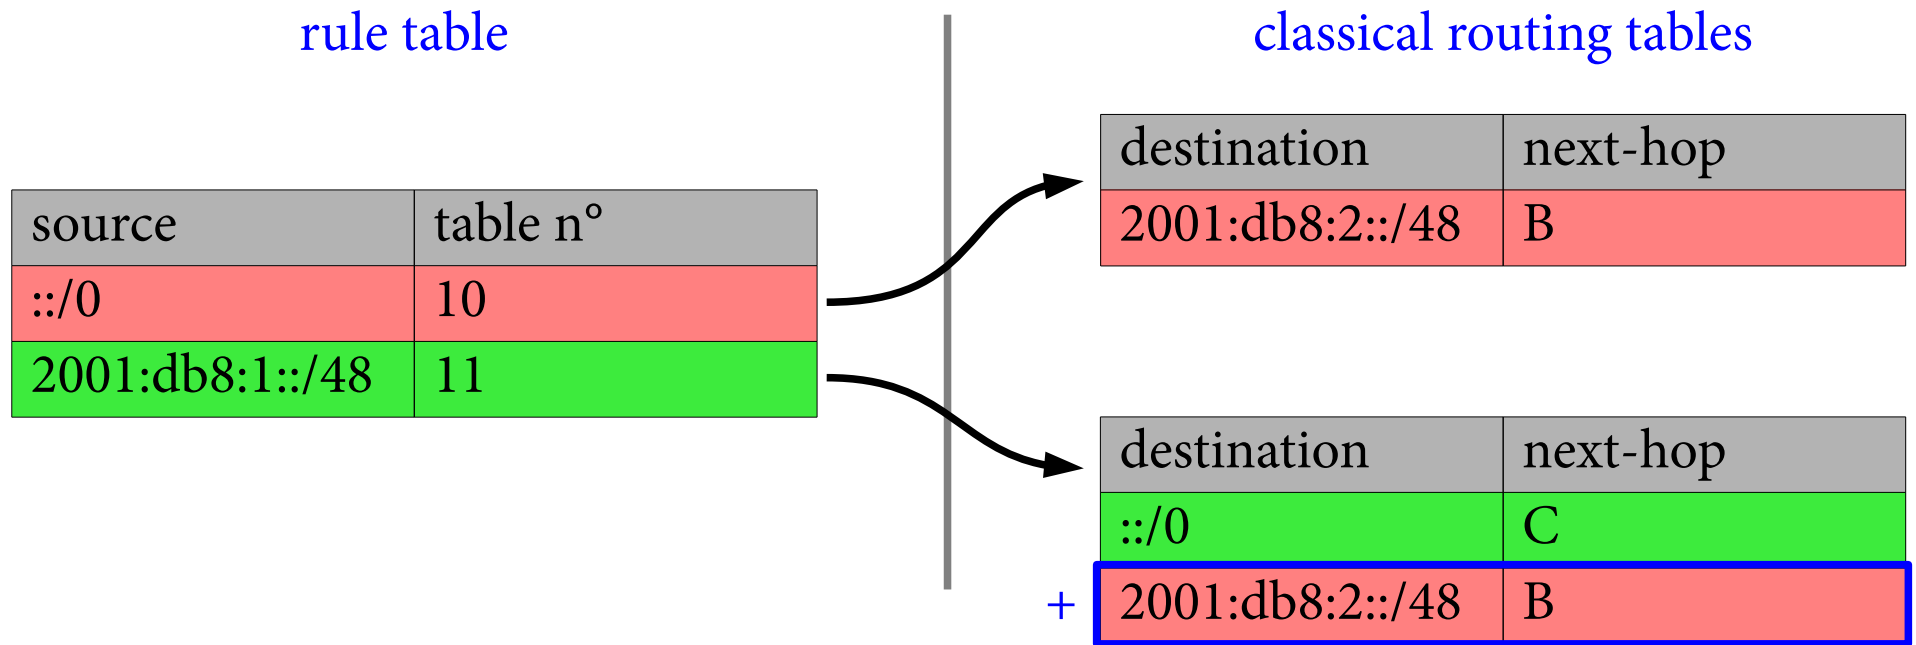 rule table
source table n°
::/0 10
2001:db8:1::/48 11
classical routing tables
destination next-hop
2001:db8:2::/48 B
destination next-hop
::/0 C
+ 2001:db8:2::/48 B